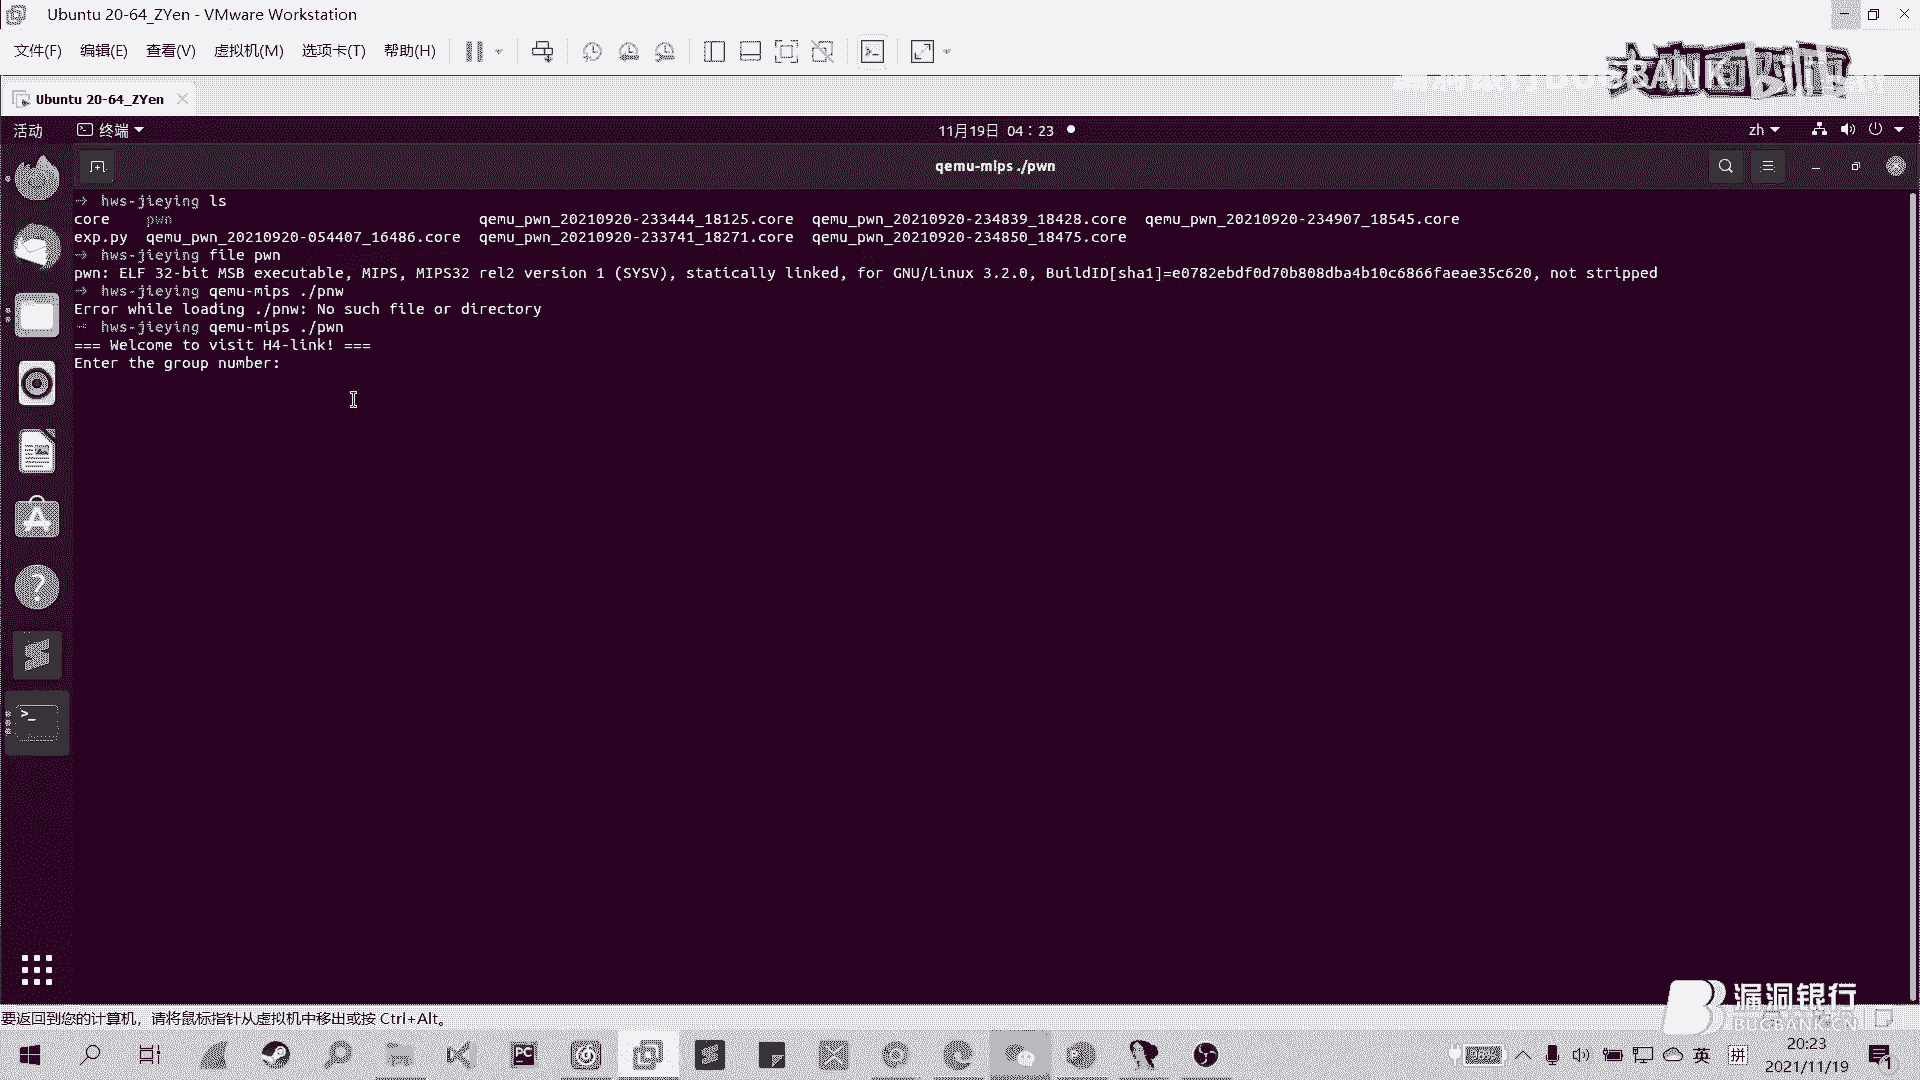 Ubuntu 20-64_ZYen - VMware Workstation
文件(F) 编辑(E) 查看(V) 虚拟机(M) 选项卡(T) 帮助(H)
Ubuntu 20-64_ZYen
活动 终端 11月19日 04：23 zh
qemu-mips ./pwn
→ hws-jieying ls
core pwn qemu_pwn_20210920-233444_18125.core qemu_pwn_20210920-234839_18428.core qemu_pwn_20210920-234907_18545.core
exp.py qemu_pwn_20210920-054407_16486.core qemu_pwn_20210920-233741_18271.core qemu_pwn_20210920-234850_18475.core
→ hws-jieying file pwn
pwn: ELF 32-bit MSB executable, MIPS, MIPS32 rel2 version 1 (SYSV), statically linked, for GNU/Linux 3.2.0, BuildID[sha1]=e0782ebdf0d70b808dba4b10c6866faeae35c620, not stripped
→ hws-jieying qemu-mips ./pnw
Error while loading ./pnw: No such file or directory
→ hws-jieying qemu-mips ./pwn
=== Welcome to visit H4-link! ===
Enter the group number:
要返回到您的计算机，请将鼠标指针从虚拟机中移出或按 Ctrl+Alt。
漏洞银行
BUGBANK.CN
英 拼
20:23
2021/11/19